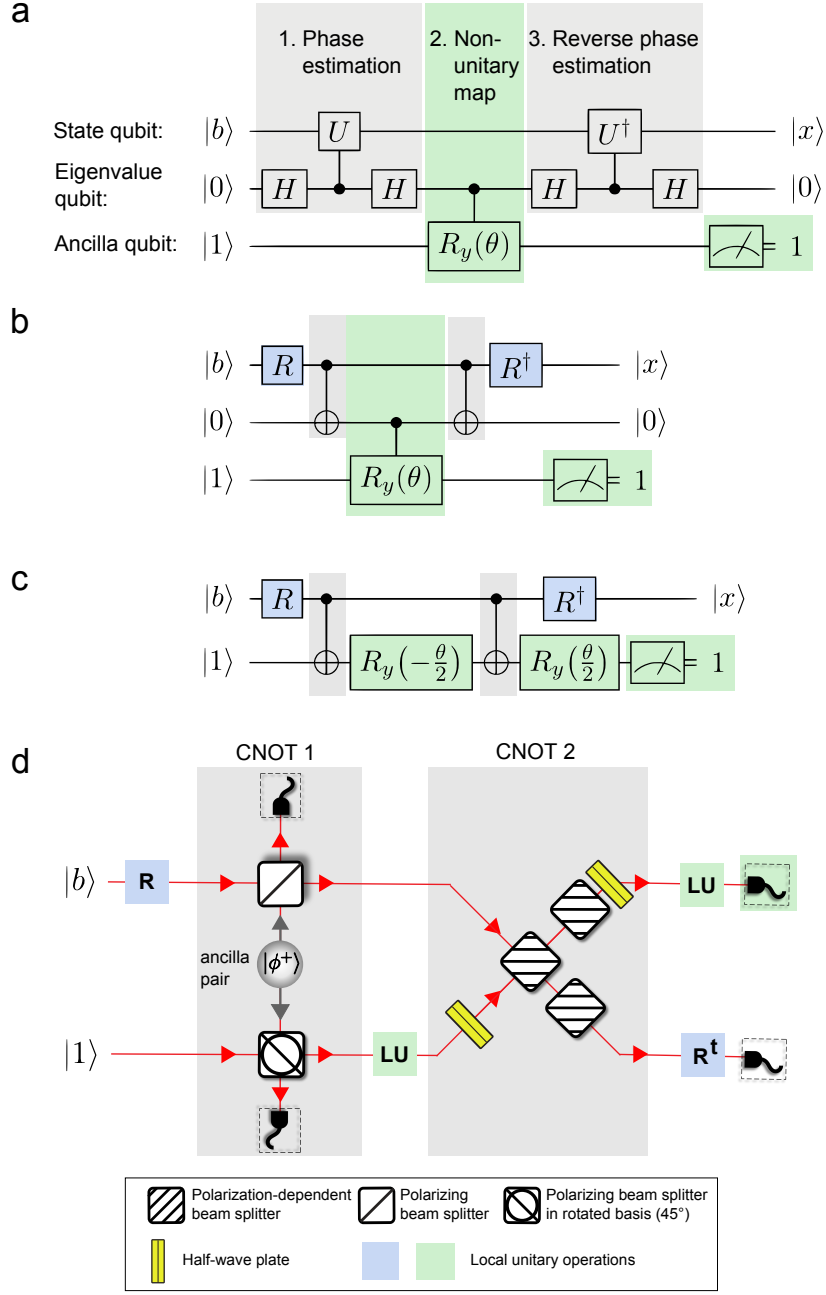 a
1. Phase estimation
2. Non-unitary map
3. Reverse phase estimation
State qubit: |b⟩ U U† |x⟩
Eigenvalue qubit: |0⟩ H H H H |0⟩
Ancilla qubit: |1⟩ R_y(θ) = 1
b
|b⟩ R R† |x⟩
|0⟩ |0⟩
|1⟩ R_y(θ) = 1
c
|b⟩ R R† |x⟩
|1⟩ R_y(−θ/2) R_y(θ/2) = 1
d
CNOT 1 CNOT 2
|b⟩ R LU
ancilla pair |ϕ⁺⟩
|1⟩ LU R^t
Polarization-dependent beam splitter
Polarizing beam splitter
Polarizing beam splitter in rotated basis (45°)
Half-wave plate
Local unitary operations